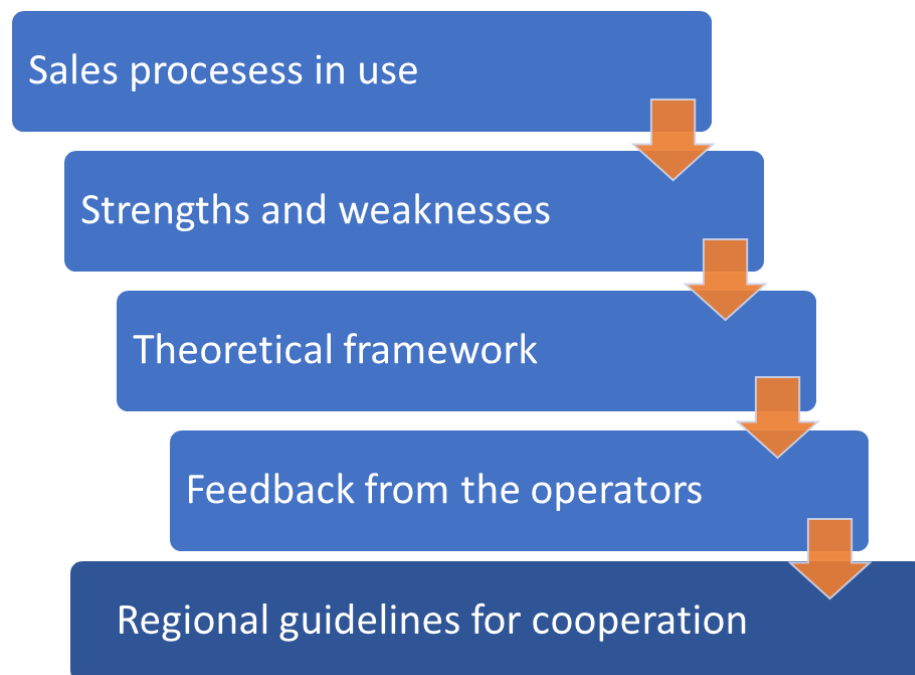 Sales procesess in use
Strengths and weaknesses
Theoretical framework
Feedback from the operators
Regional guidelines for cooperation